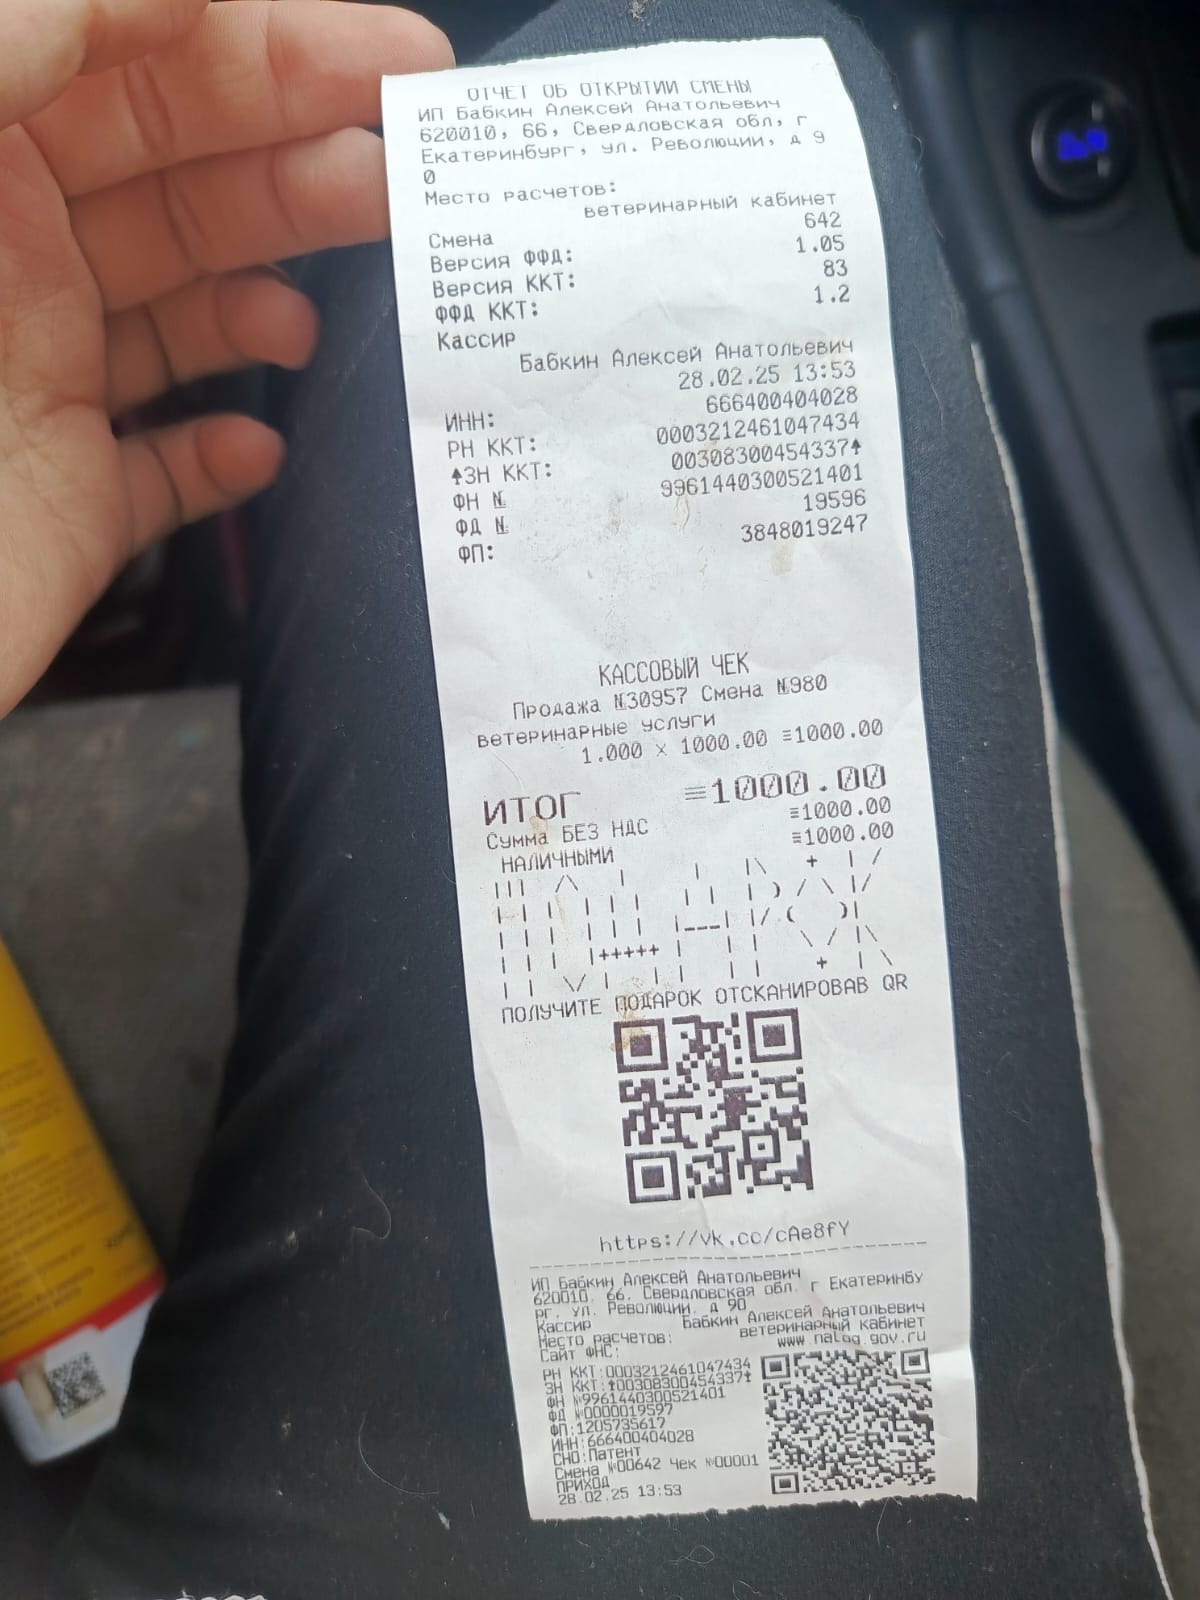 ОТЧЕТ ОБ ОТКРЫТИИ СМЕНЫ
ИП Бабкин Алексей Анатольевич
620010, 66, Свердловская обл, г
Екатеринбург, ул. Революции, д 9
0
Место расчетов:
ветеринарный кабинет
Смена 642
Версия ФФД: 1.05
Версия ККТ: 83
ФФД ККТ: 1.2
Кассир
Бабкин Алексей Анатольевич
28.02.25 13:53
ИНН: 666400404028
РН ККТ: 0003212461047434
↑ЗН ККТ: 00308300454337↑
ФН № 9961440300521401
ФД № 19596
ФП: 3848019247
КАССОВЫЙ ЧЕК
Продажа №30957 Смена №980
ветеринарные услуги
1.000 × 1000.00 ≡1000.00
ИТОГ ≡1000.00
Сумма БЕЗ НДС ≡1000.00
НАЛИЧНЫМИ ≡1000.00
ПОЛУЧИТЕ ПОДАРОК ОТСКАНИРОВАВ QR
https://vk.cc/cAe8fY
ИП Бабкин Алексей Анатольевич
620010, 66, Свердловская обл, г Екатеринбу
рг, ул. Революции, д 90
Кассир Бабкин Алексей Анатольевич
Место расчетов: ветеринарный кабинет
Сайт ФНС: www.nalog.gov.ru
РН ККТ:0003212461047434
ЗН ККТ:↑00308300454337↑
ФН №9961440300521401
ФД №0000019597
ФП:1205735617
ИНН:666400404028
СНО:Патент
Смена №00642 Чек №00001
ПРИХОД
28.02.25 13:53